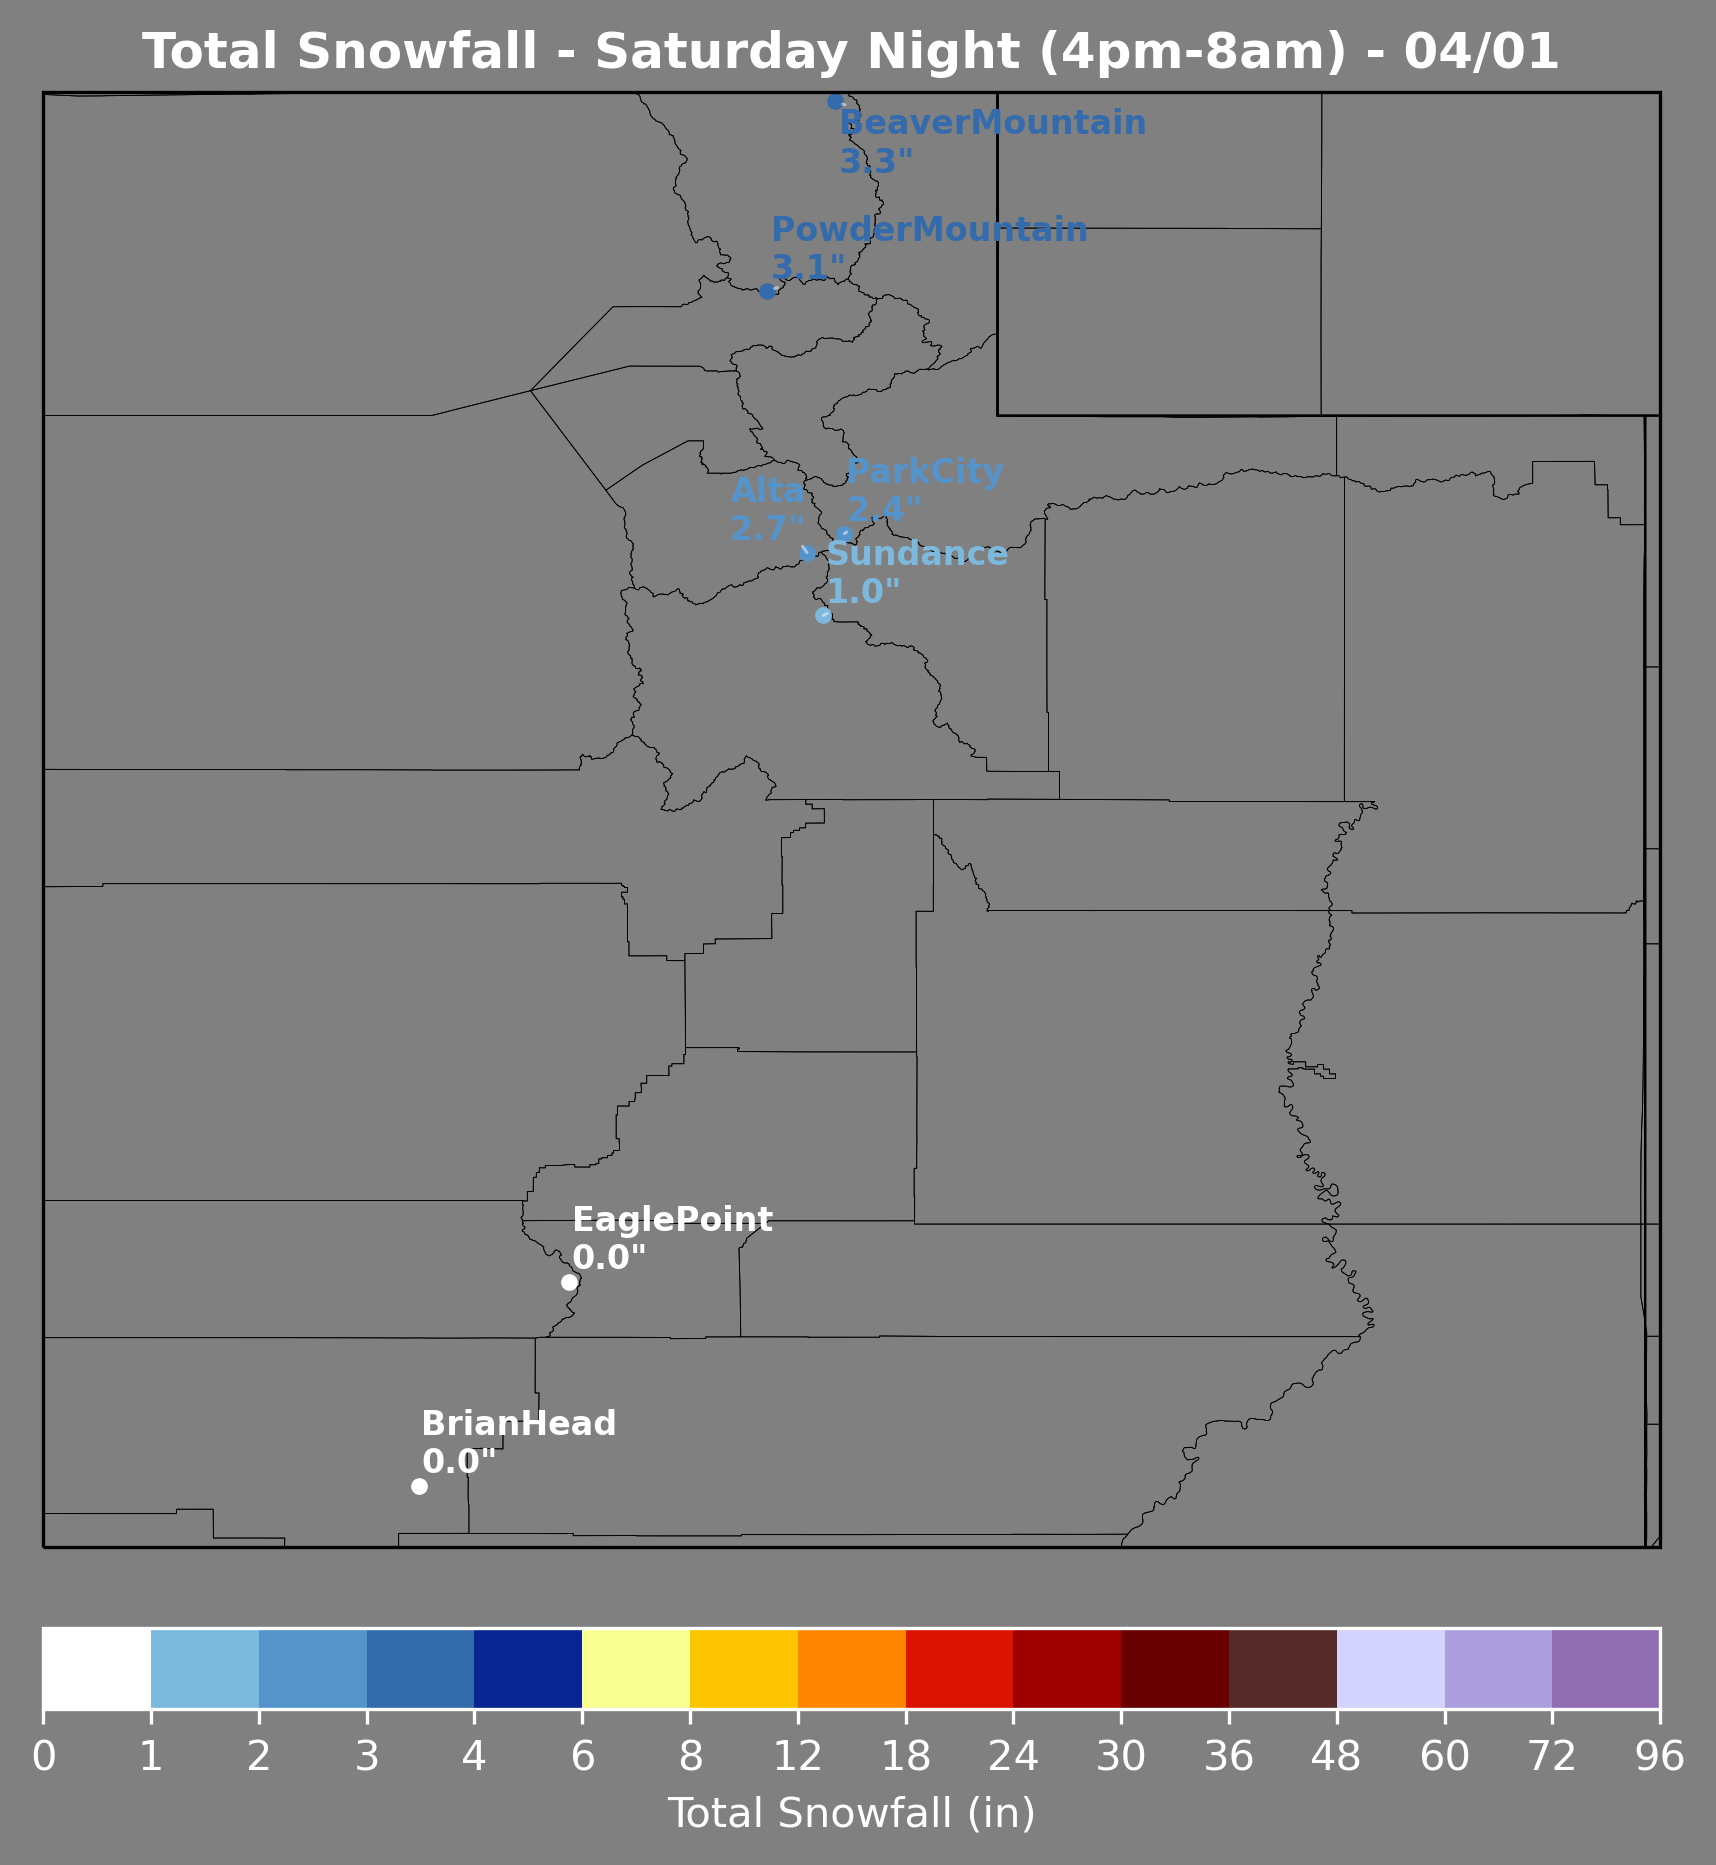 Total Snowfall - Saturday Night (4pm-8am) - 04/01
BeaverMountain
3.3"
PowderMountain
3.1"
ParkCity
2.4"
Alta
2.7"
Sundance
1.0"
EaglePoint
0.0"
BrianHead
0.0"
0 1 2 3 4 6 8 12 18 24 30 36 48 60 72 96
Total Snowfall (in)